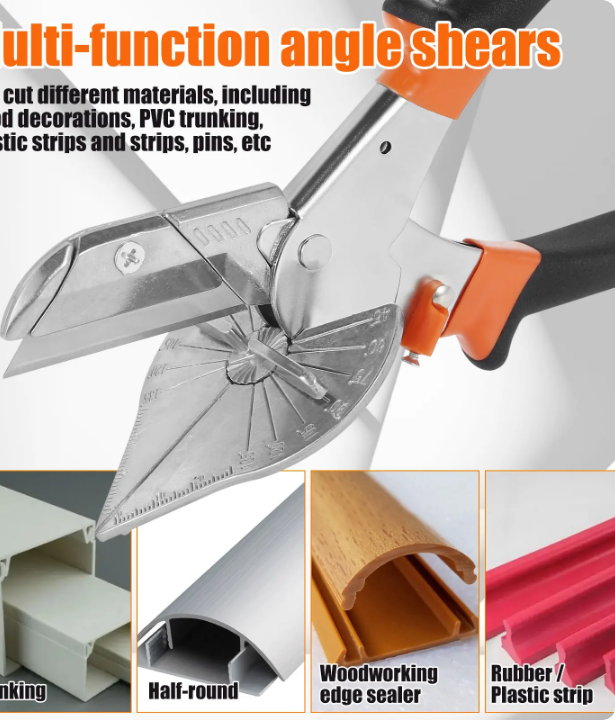 ulti-function angle shears
cut different materials, including
d decorations, PVC trunking,
stic strips and strips, pins, etc
nking
Half-round
Woodworking
edge sealer
Rubber /
Plastic strip